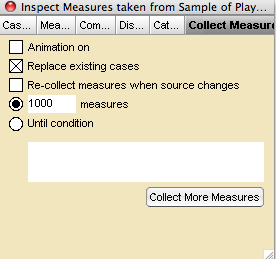 Inspect Measures taken from Sample of Play...
Cas... Mea... Com... Dis... Cat... Collect Measures
Animation on
Replace existing cases
Re-collect measures when source changes
1000 measures
Until condition
Collect More Measures